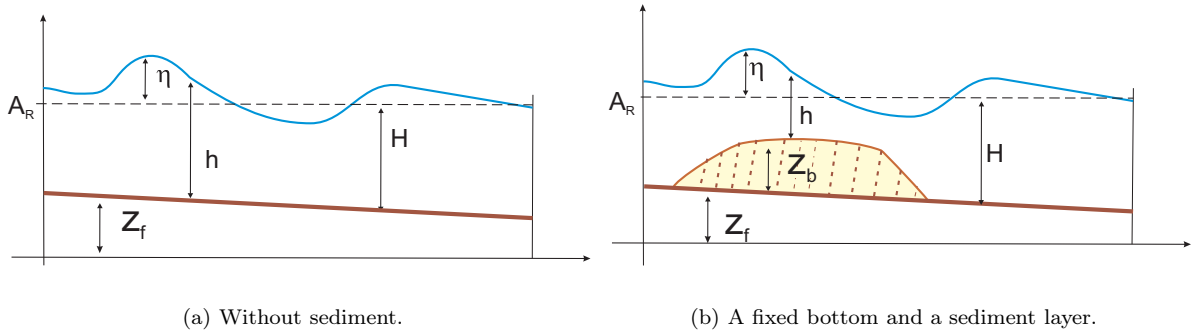 η
A_R
h
H
Z_f
(a) Without sediment.
η
A_R
h
H
Z_b
Z_f
(b) A fixed bottom and a sediment layer.